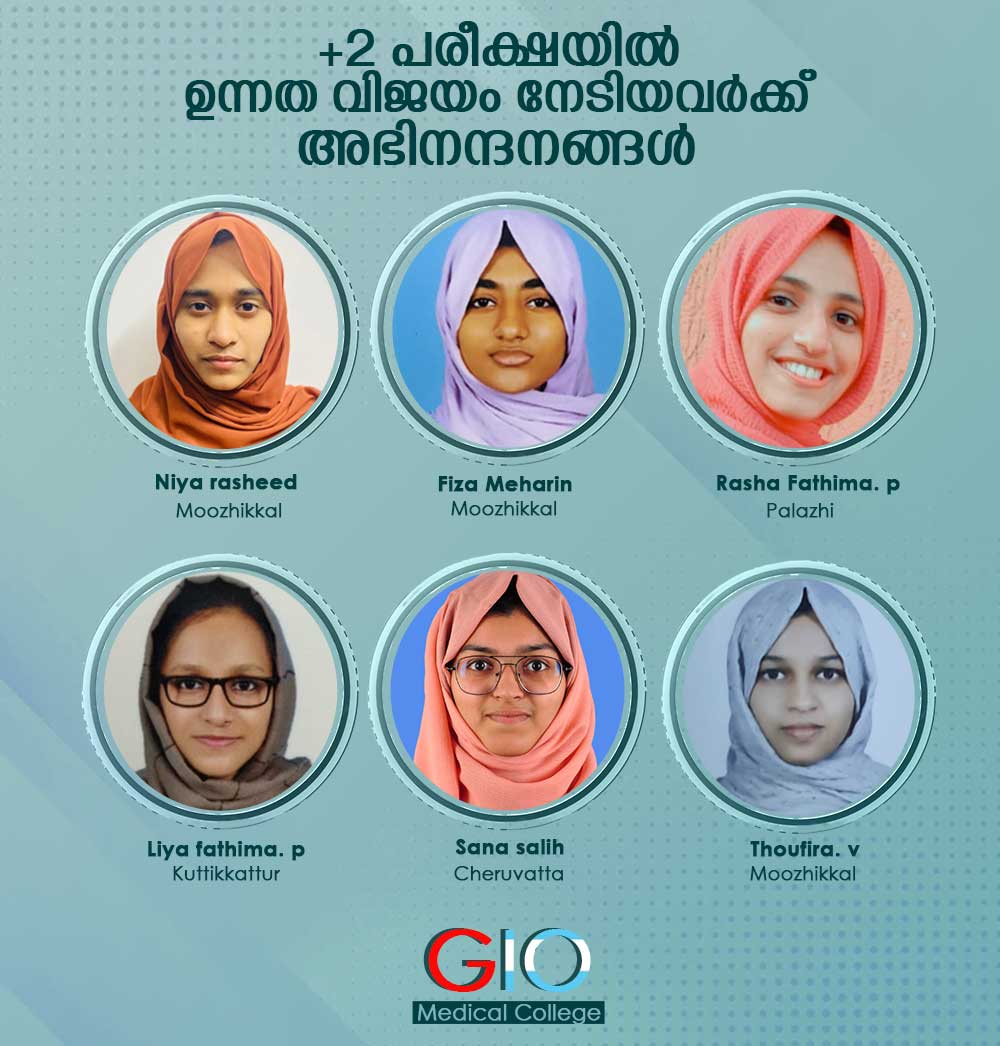 +2 പരീക്ഷയിൽ
ഉന്നത വിജയം നേടിയവർക്ക്
അഭിനന്ദനങ്ങൾ
Niya rasheed
Moozhikkal
Fiza Meharin
Moozhikkal
Rasha Fathima. p
Palazhi
Liya fathima. p
Kuttikkattur
Sana salih
Cheruvatta
Thoufira. v
Moozhikkal
GIO
Medical College